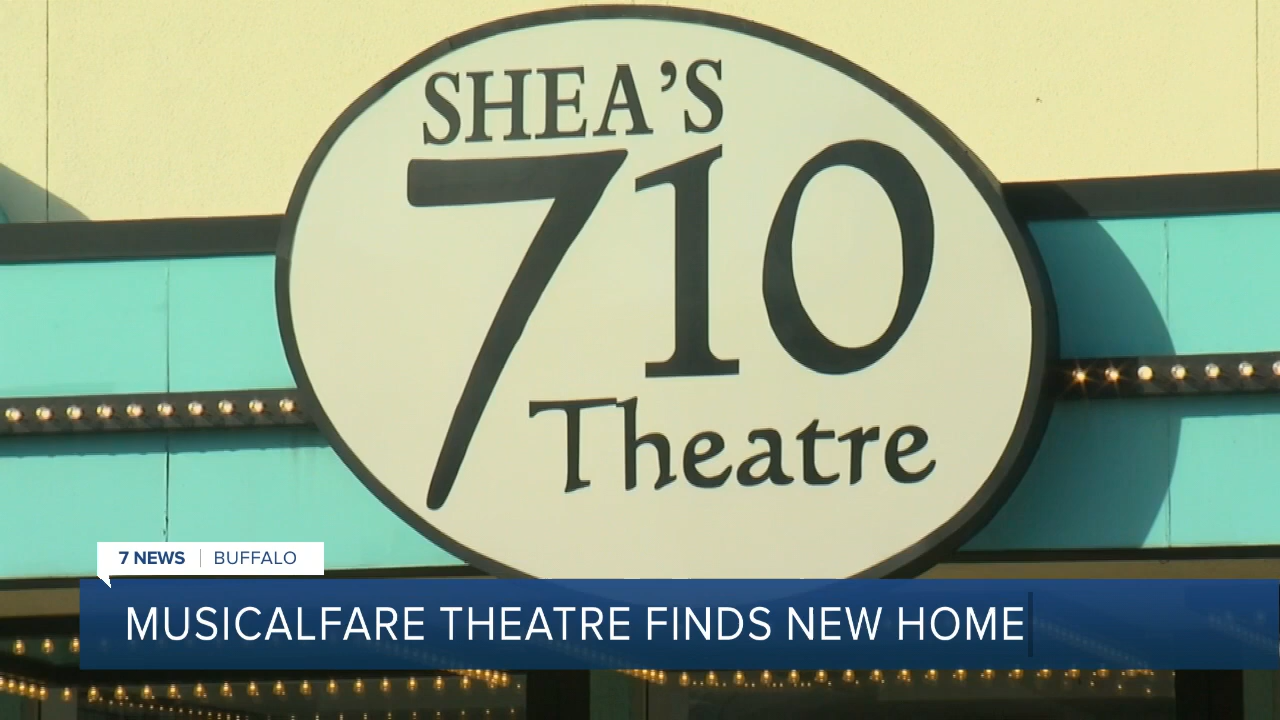 SHEA'S
710
Theatre
7 NEWS | BUFFALO
MUSICALFARE THEATRE FINDS NEW HOME